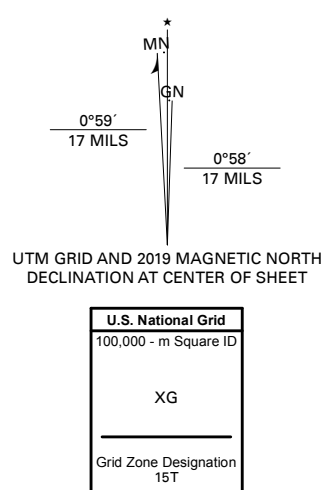 MN
GN
0°59´
17 MILS
0°58´
17 MILS
UTM GRID AND 2019 MAGNETIC NORTH
DECLINATION AT CENTER OF SHEET
U.S. National Grid
100,000 - m Square ID
XG
Grid Zone Designation
15T